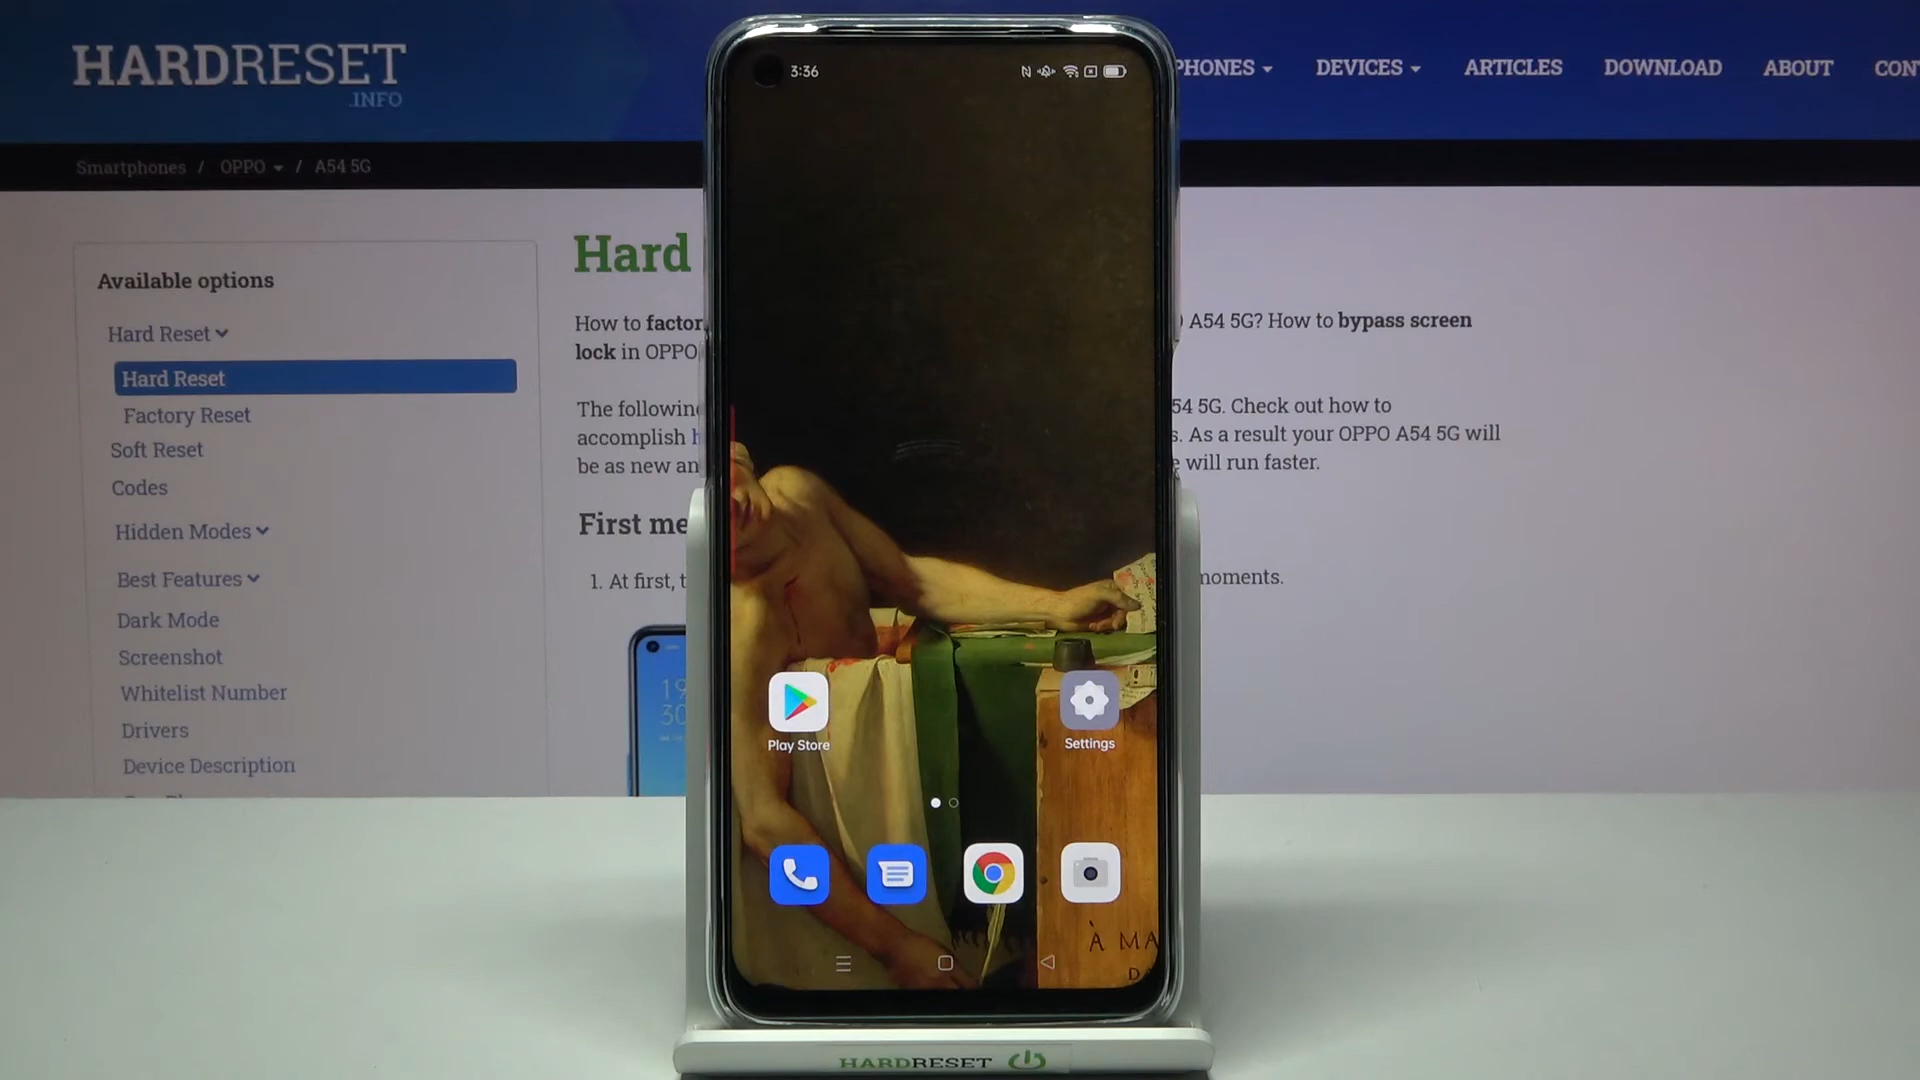 HARDRESET
.INFO
PHONES DEVICES ARTICLES DOWNLOAD ABOUT CON
Smartphones / OPPO / A54 5G
Available options
Hard Reset
Hard Reset
Factory Reset
Soft Reset
Codes
Hidden Modes
Best Features
Dark Mode
Screenshot
Whitelist Number
Drivers
Device Description
Hard
How to factor A54 5G? How to bypass screen
lock in OPPO
The following 54 5G. Check out how to
accomplish h s. As a result your OPPO A54 5G will
be as new an e will run faster.
First me
1. At first, t moments.
19
30
3:36
Play Store
Settings
À MA
D
HARDRESET